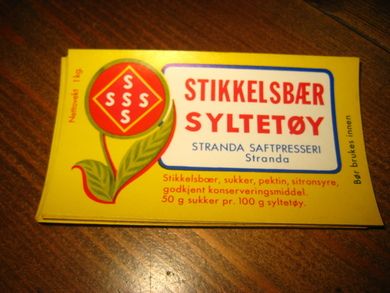 Nettovekt 1 kg.
S
S S S
S
S
STIKKELSBÆR
SYLTETØY
STRANDA SAFTPRESSERI
Stranda
Stikkelsbær, sukker, pektin, sitronsyre,
godkjent konserveringsmiddel.
50 g sukker pr. 100 g syltetøy.
Bør brukes innen